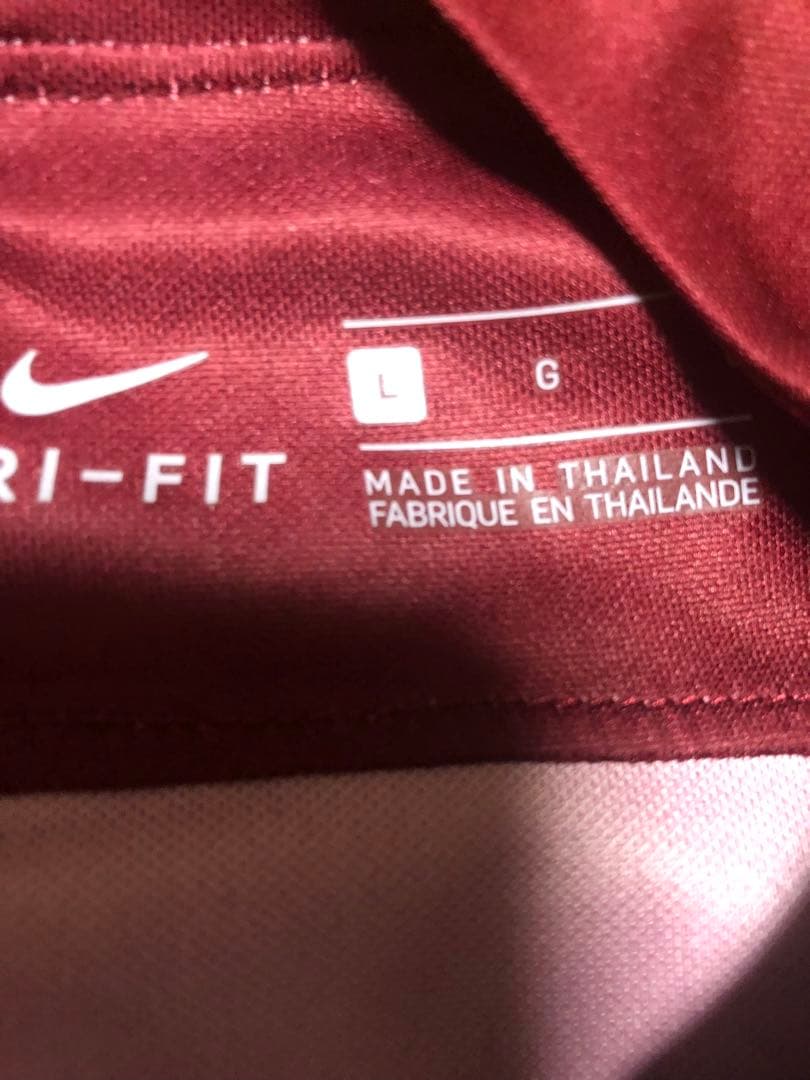 RI-FIT
L G
MADE IN THAILAND
FABRIQUE EN THAILANDE